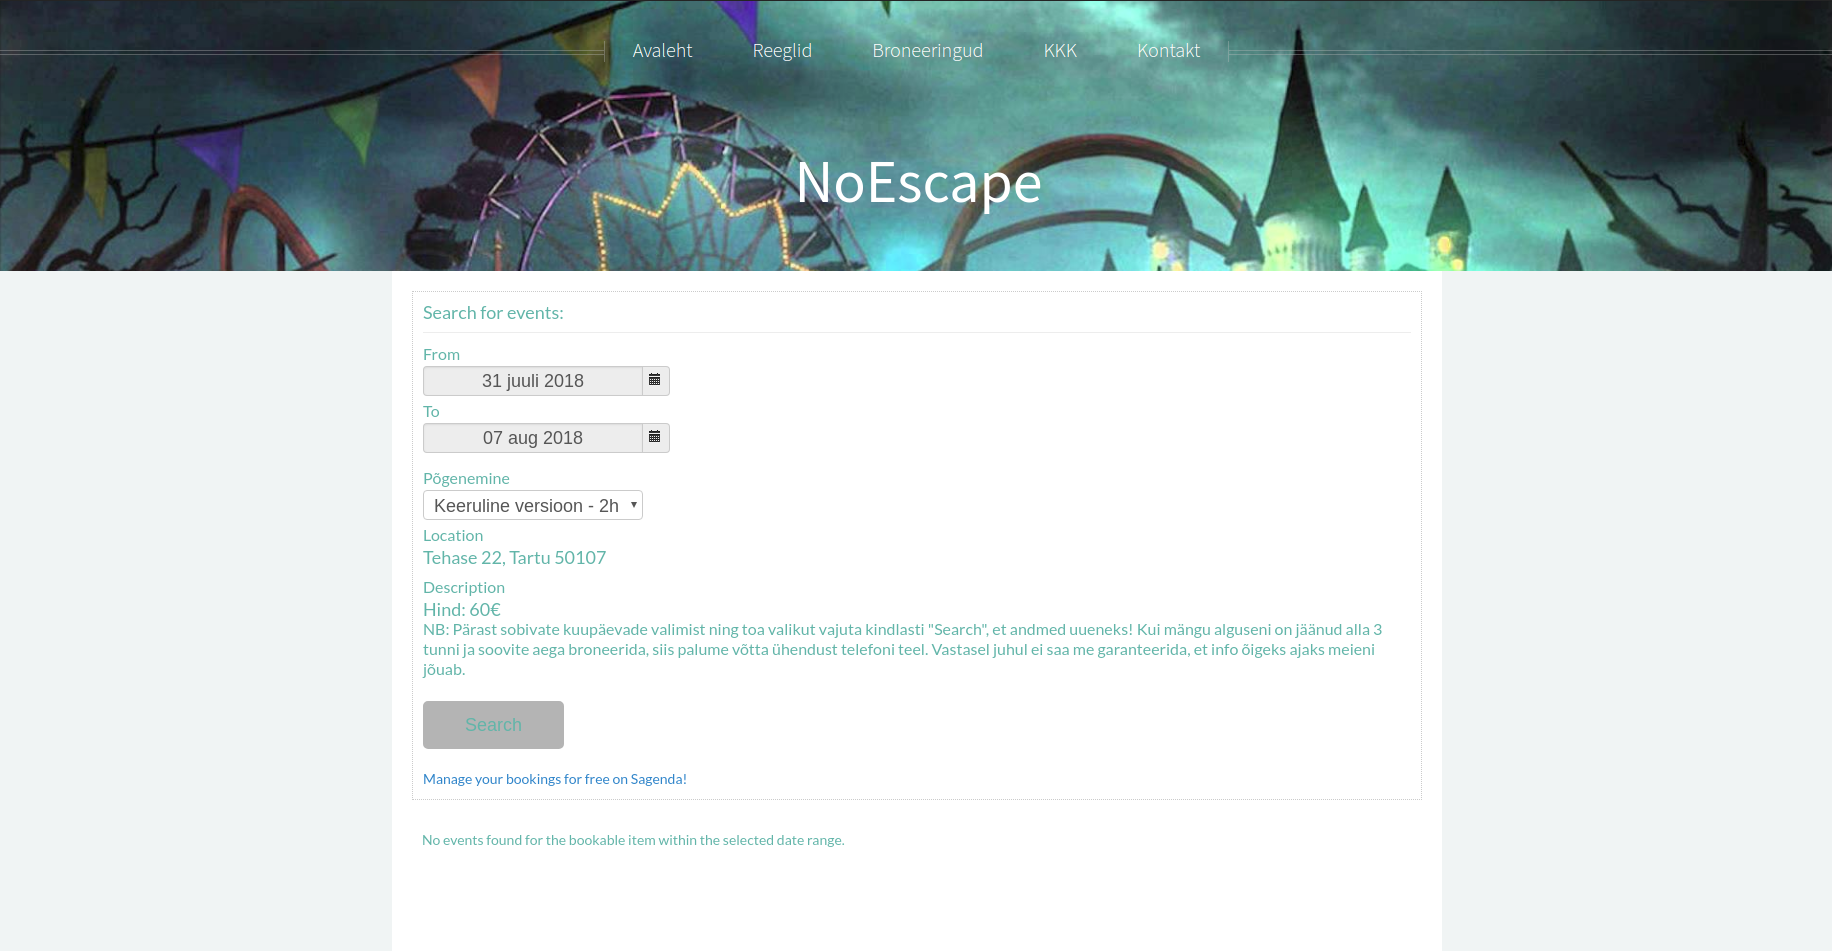 Avaleht Reeglid Broneeringud KKK Kontakt
NoEscape
Search for events:
From
31 juuli 2018
To
07 aug 2018
Põgenemine
Keeruline versioon - 2h
Location
Tehase 22, Tartu 50107
Description
Hind: 60€
NB: Pärast sobivate kuupäevade valimist ning toa valikut vajuta kindlasti "Search", et andmed uueneks! Kui mängu alguseni on jäänud alla 3
tunni ja soovite aega broneerida, siis palume võtta ühendust telefoni teel. Vastasel juhul ei saa me garanteerida, et info õigeks ajaks meieni
jõuab.
Search
Manage your bookings for free on Sagenda!
No events found for the bookable item within the selected date range.